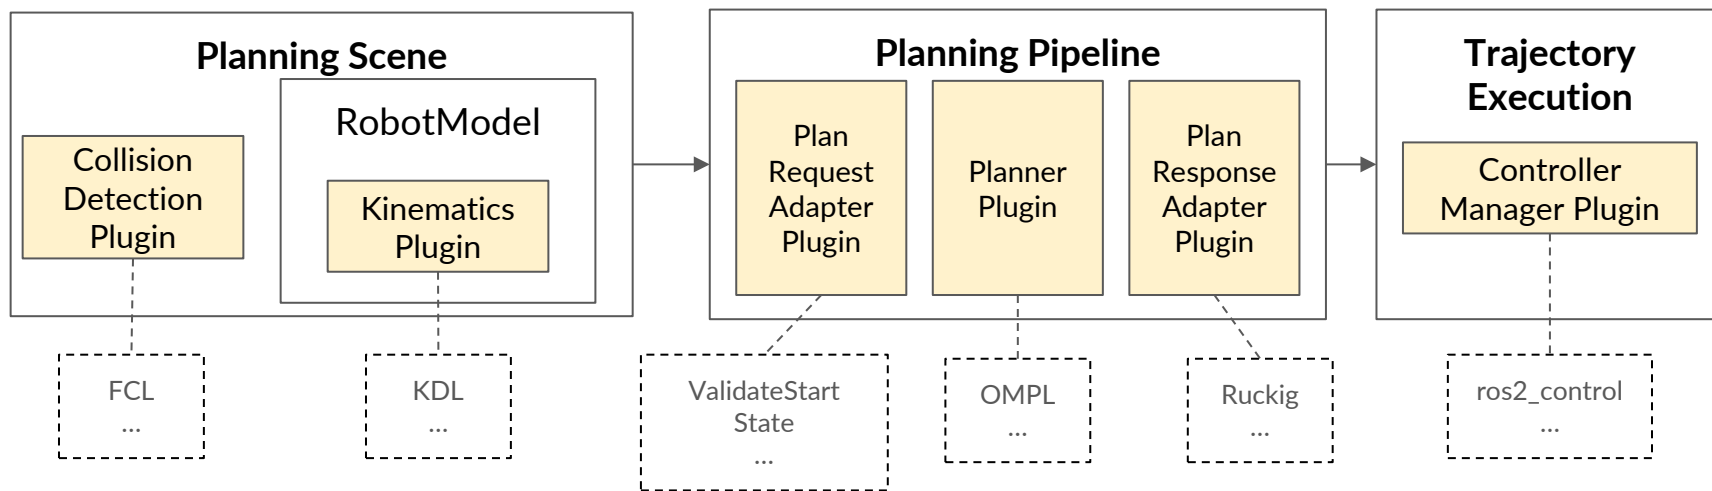 Planning Scene
RobotModel
Collision
Detection
Plugin
Kinematics
Plugin
FCL
...
KDL
...
Planning Pipeline
Plan
Request
Adapter
Plugin
Planner
Plugin
Plan
Response
Adapter
Plugin
ValidateStart
State
...
OMPL
...
Ruckig
...
Trajectory
Execution
Controller
Manager Plugin
ros2_control
...